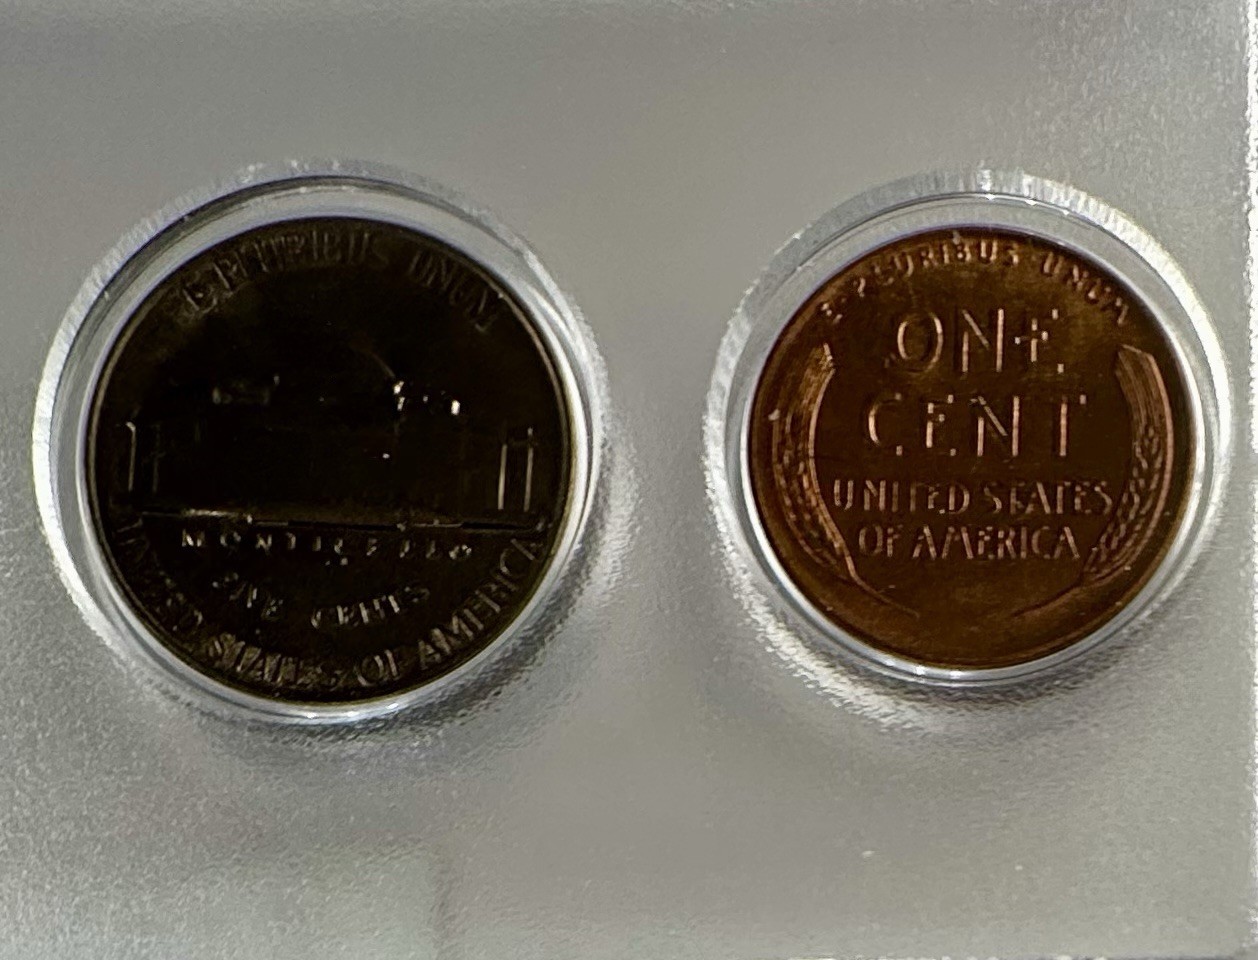 E PLURIBUS UNUM
MONTICELLO
FIVE CENTS
UNITED STATES OF AMERICA
E·PLURIBUS UNUM
ONE
CENT
UNITED STATES
OF AMERICA